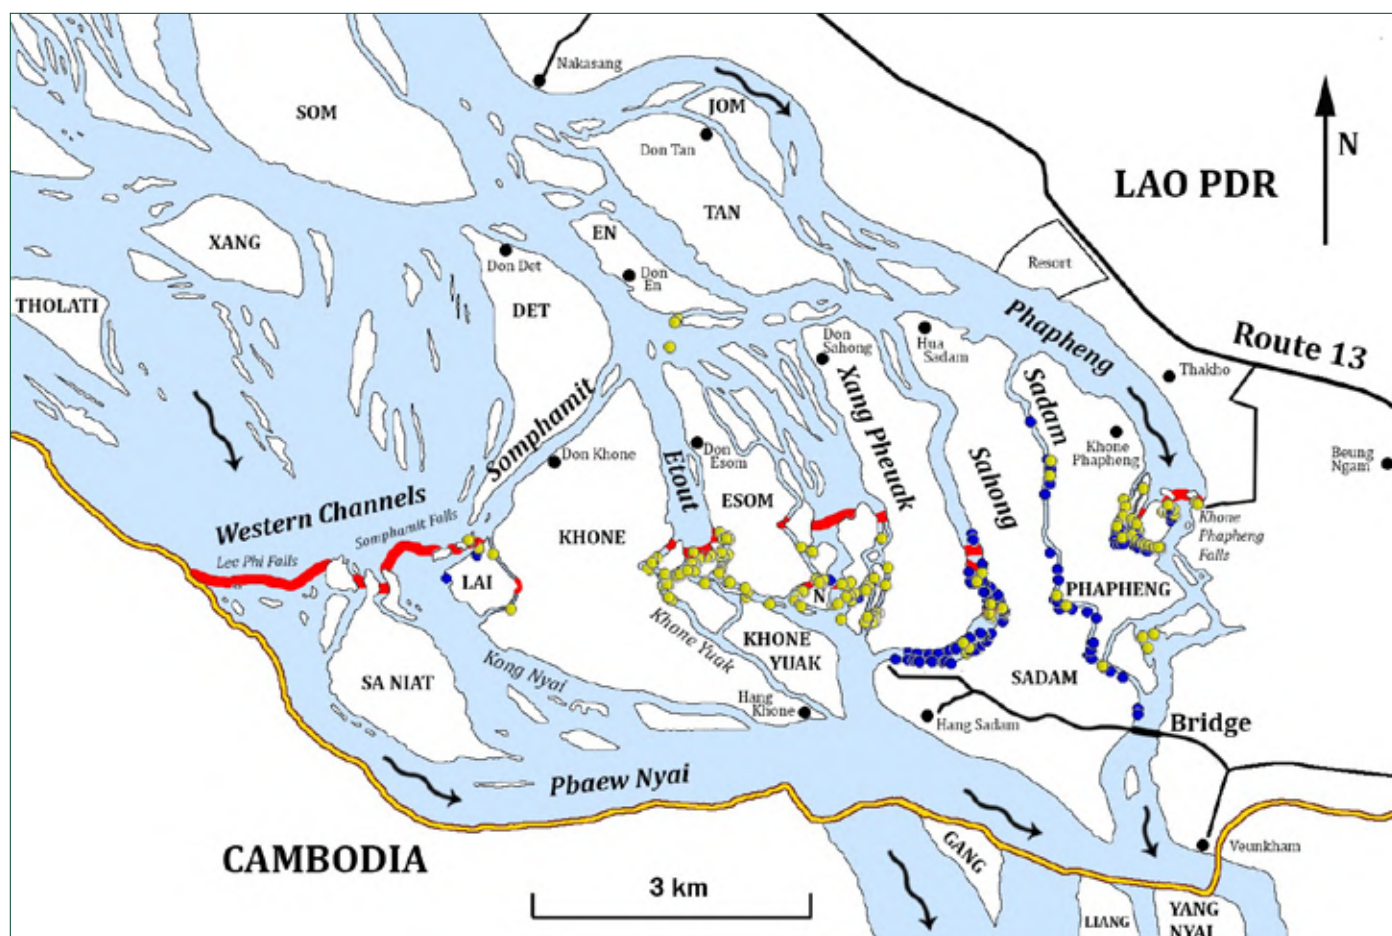 Nakasang
SOM
JOM
Don Tan
N
LAO PDR
TAN
XANG
EN
Resort
Don Det
Don
En
THOLATI
DET
Phapheng
Route 13
Don
Sahong
Hua
Sadam
Thakho
Sadam
Xang Pheuak
Somphamit
Khone
Phapheng
Don Khone
Etout
Don
Esom
Beung
Ngam
Sahong
ESOM
Western Channels
Somphamit Falls
Khone
Phapheng
Falls
KHONE
Lee Phi Falls
LAI
PHAPHENG
N
Khone Yuak
KHONE
YUAK
SA NIAT
Kong Nyai
SADAM
Hang
Khone
Hang Sadam
Bridge
Pbaew Nyai
CAMBODIA
GANG
Veunkham
3 km
LIANG
YANG
NYAI